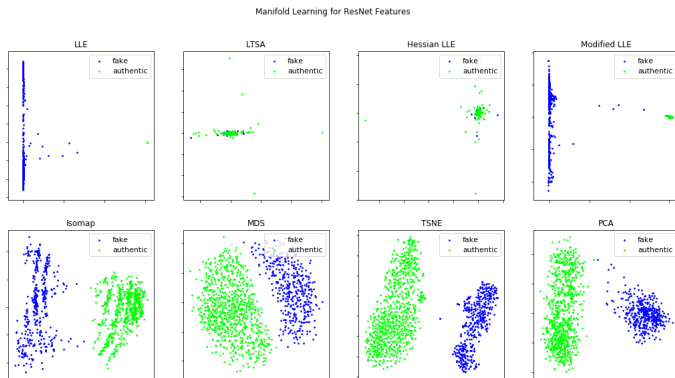 Manifold Learning for ResNet Features
LLE
fake
authentic
LTSA
fake
authentic
Hessian LLE
fake
authentic
Modified LLE
fake
authentic
Isomap
fake
authentic
MDS
fake
authentic
TSNE
fake
authentic
PCA
fake
authentic